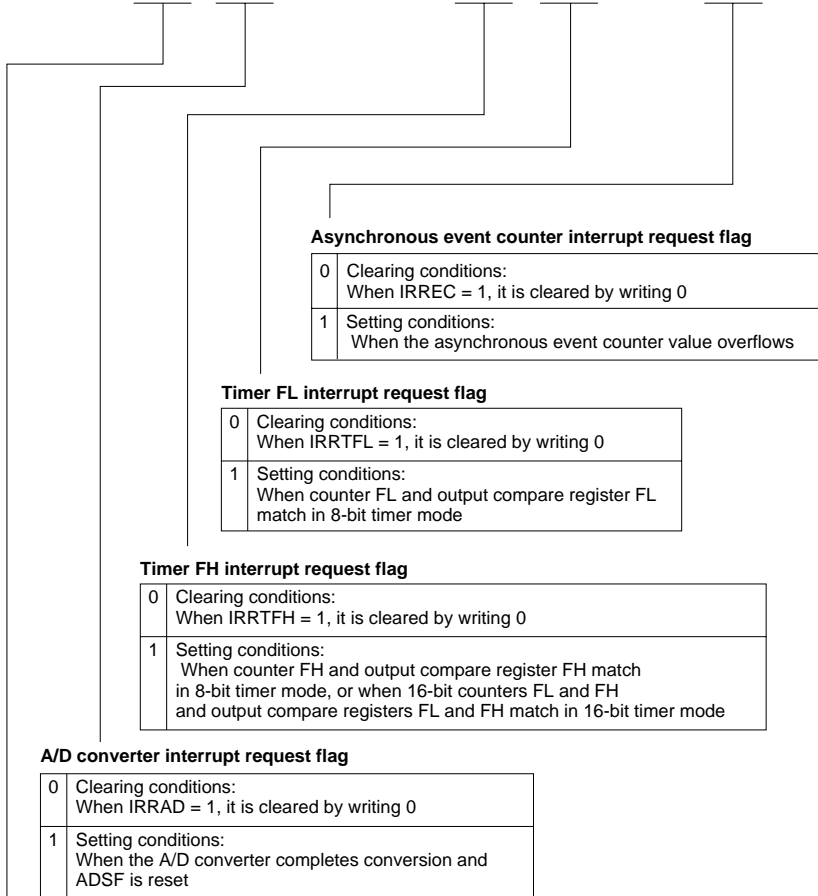 Asynchronous event counter interrupt request flag
0 Clearing conditions:
When IRREC = 1, it is cleared by writing 0
1 Setting conditions:
When the asynchronous event counter value overflows
Timer FL interrupt request flag
0 Clearing conditions:
When IRRTFL = 1, it is cleared by writing 0
1 Setting conditions:
When counter FL and output compare register FL
match in 8-bit timer mode
Timer FH interrupt request flag
0 Clearing conditions:
When IRRTFH = 1, it is cleared by writing 0
1 Setting conditions:
When counter FH and output compare register FH match
in 8-bit timer mode, or when 16-bit counters FL and FH
and output compare registers FL and FH match in 16-bit timer mode
A/D converter interrupt request flag
0 Clearing conditions:
When IRRAD = 1, it is cleared by writing 0
1 Setting conditions:
When the A/D converter completes conversion and
ADSF is reset